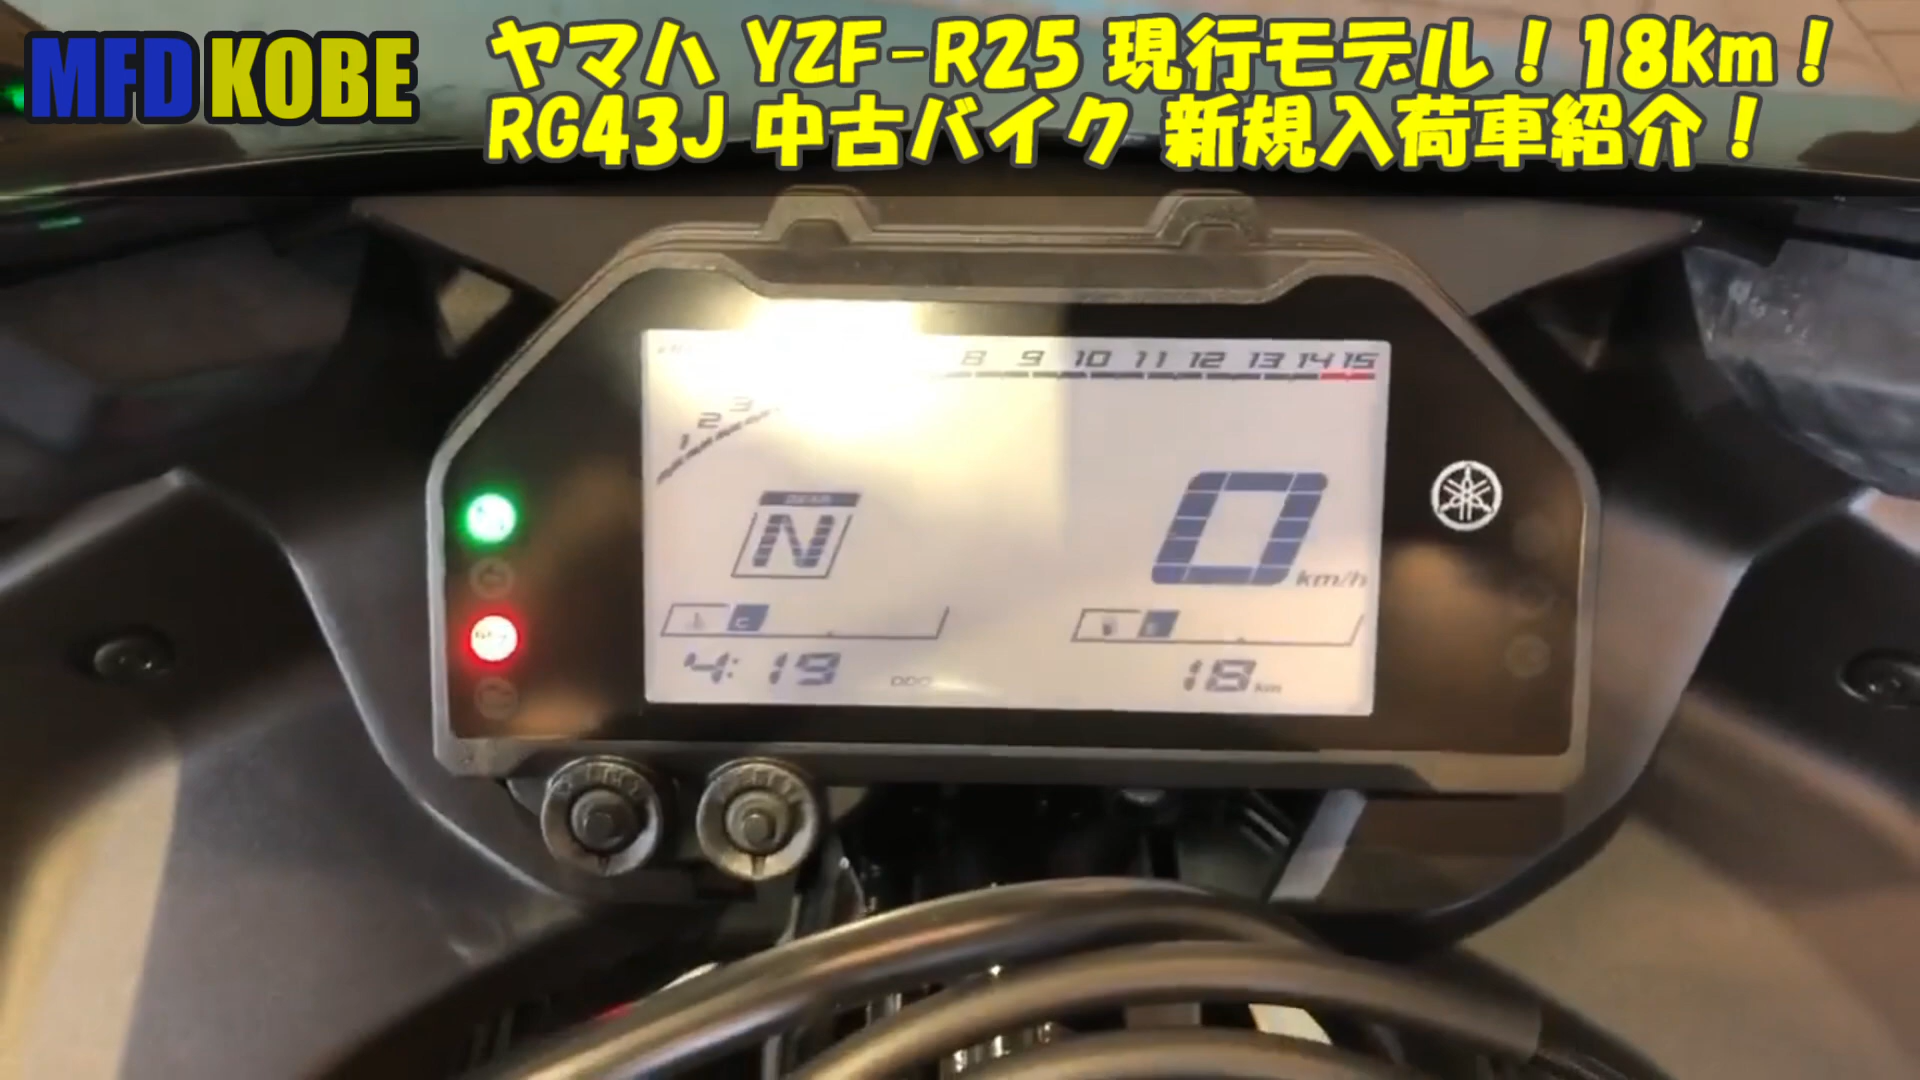 MFD KOBE
ヤマハ YZF-R25 現行モデル！18km！
RG43J 中古バイク 新規入荷車紹介！
8 9 10 11 12 13 14 15
1 2 3
N
0 km/h
C
4:19
18 km